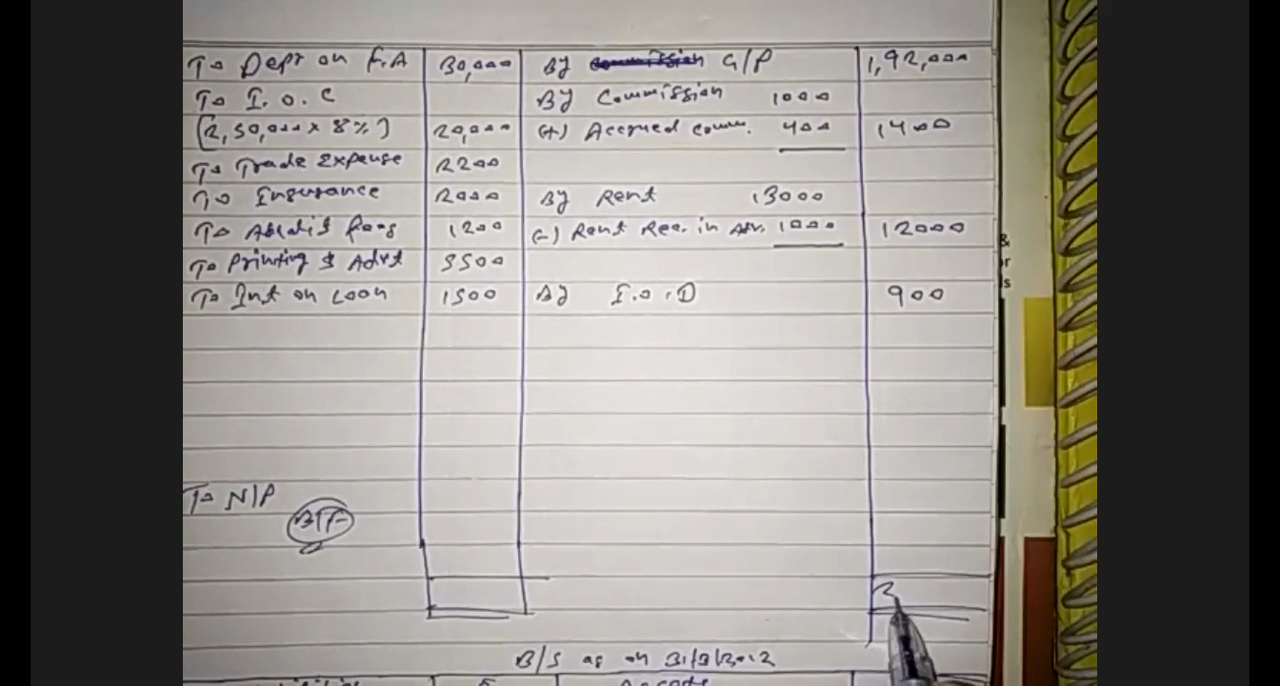 To Depr on F.A 30,000 By G/P 1,92,000
To I.O.C By Commission 1000
(2,50,000 x 8%) 20,000 (+) Accrued comm. 400 1400
To Trade Expense 2200
To Insurance 2000 By Rent 13000
To fees 1200 (-) Rent Rec. in Adv. 1000 12000
To Printing & Advt 3500
To Int on Loan 1500 By I.O.D 900
To N/P
B/F
2
B/S as on 31/3/2012